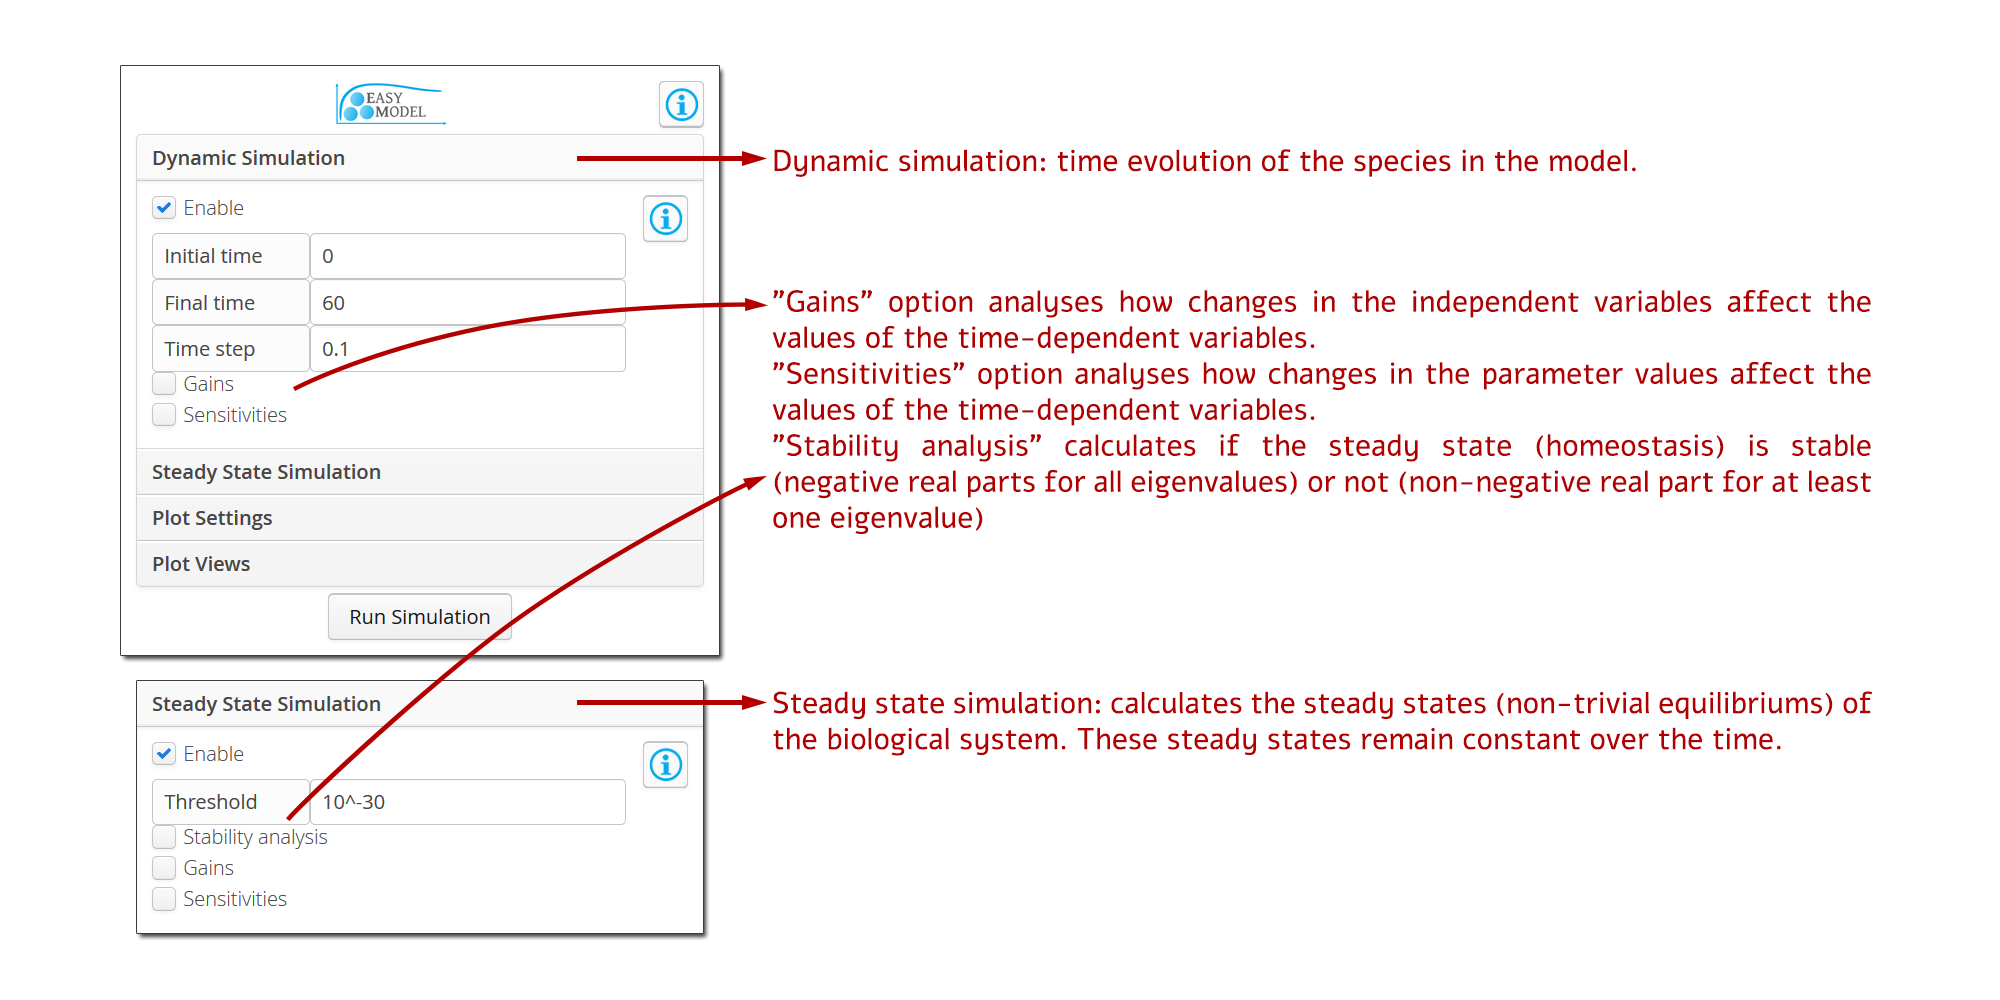 EASY
MODEL
Dynamic Simulation
Enable
Initial time 0
Final time 60
Time step 0.1
Gains
Sensitivities
Steady State Simulation
Plot Settings
Plot Views
Run Simulation
Steady State Simulation
Enable
Threshold 10^-30
Stability analysis
Gains
Sensitivities
Dynamic simulation: time evolution of the species in the model.
"Gains" option analyses how changes in the independent variables affect the
values of the time-dependent variables.
"Sensitivities" option analyses how changes in the parameter values affect the
values of the time-dependent variables.
"Stability analysis" calculates if the steady state (homeostasis) is stable
(negative real parts for all eigenvalues) or not (non-negative real part for at least
one eigenvalue)
Steady state simulation: calculates the steady states (non-trivial equilibriums) of
the biological system. These steady states remain constant over the time.